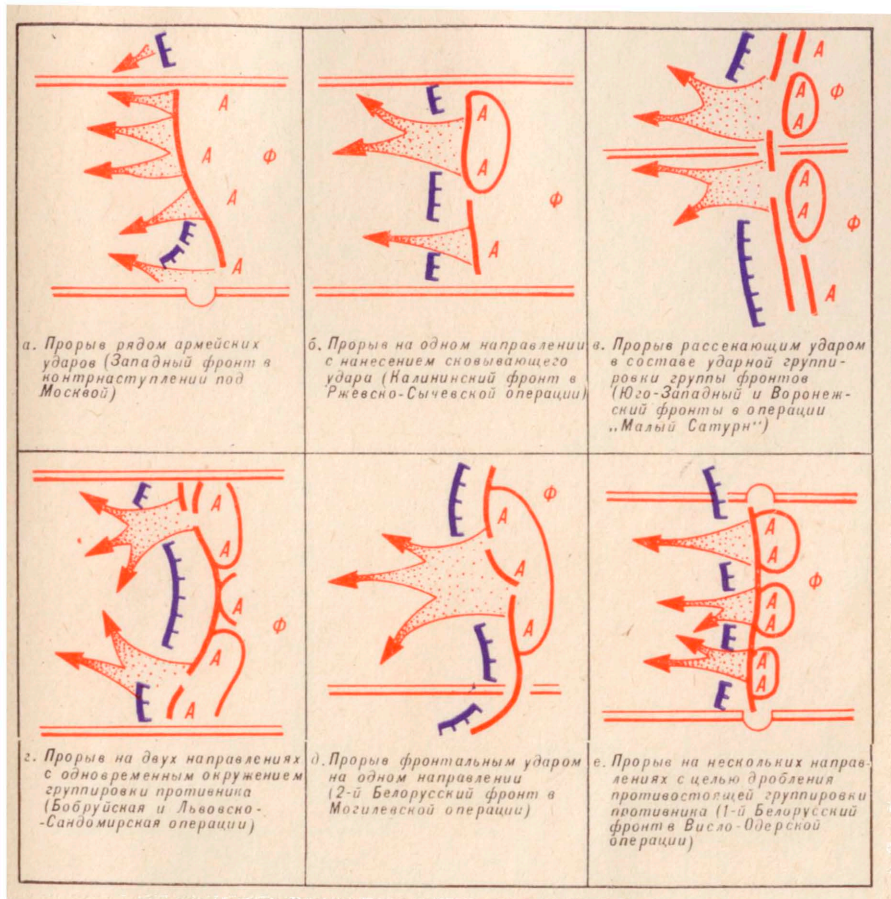 А
А
А
А
Ф
а. Прорыв рядом армейских
ударов (Западный фронт в
контрнаступлении под
Москвой)
А
А
А
Ф
б. Прорыв на одном направлении
с нанесением сковывающего
удара (Калининский фронт в
Ржевско-Сычевской операции)
А
А
А
Ф
А
А
Ф
А
в. Прорыв рассекающим ударом
в составе ударной группи-
ровки группы фронтов
(Юго-Западный и Воронеж-
ский фронты в операции
„Малый Сатурн“)
А
А
А
А
Ф
А
г. Прорыв на двух направлениях
с одновременным окружением
группировки противника
(Бобруйская и Львовско-
-Сандомирская операции)
Ф
А
А
А
д. Прорыв фронтальным ударом
на одном направлении
(2-й Белорусский фронт в
Могилевской операции)
А
А
Ф
А
А
А
А
е. Прорыв на нескольких направ-
лениях с целью дробления
противостоящей группировки
противника (1-й Белорусский
фронт в Висло-Одерской
операции)